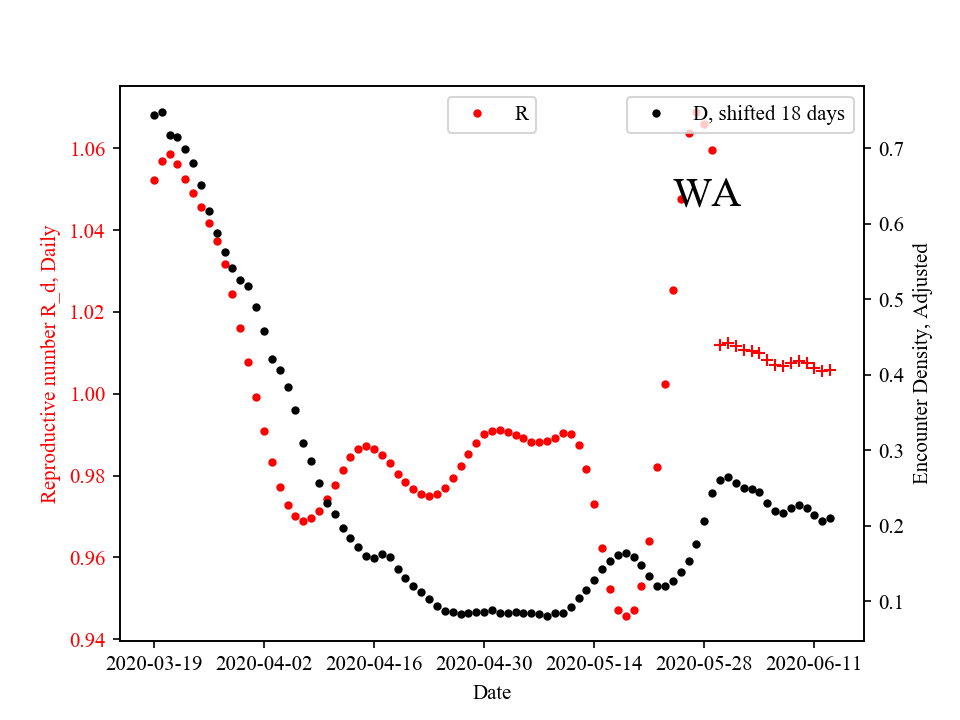 R
D, shifted 18 days
WA
Reproductive number R_d, Daily
1.06
1.04
1.02
1.00
0.98
0.96
0.94
0.7
0.6
0.5
0.4
0.3
0.2
0.1
Encounter Density, Adjusted
2020-03-19 2020-04-02 2020-04-16 2020-04-30 2020-05-14 2020-05-28 2020-06-11
Date